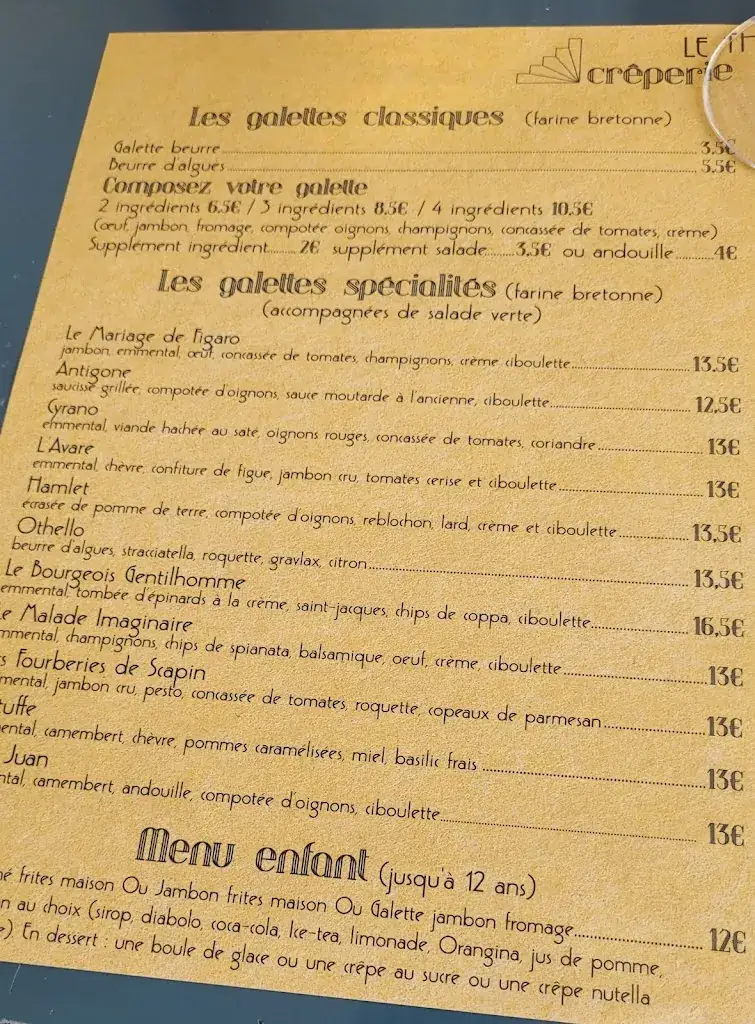 LE TH
crêperie
Les galettes classiques (farine bretonne)
Galette beurre 3.5€
Beurre d'algues 5.5€
Composez votre galette
2 ingrédients 6.5€ / 3 ingrédients 8.5€ / 4 ingrédients 10.5€
(œuf, jambon, fromage, compotée oignons, champignons, concassée de tomates, crème)
Supplément ingrédient....... 2€ supplément salade......3.5€ ou andouille.........4€
Les galettes spécialités (farine bretonne)
(accompagnées de salade verte)
Le Mariage de Figaro
jambon, emmental, œuf, concassée de tomates, champignons, crème ciboulette 13.5€
Antigone
saucisse grillée, compotée d'oignons, sauce moutarde à l'ancienne, ciboulette 12,5€
Cyrano
emmental, viande hachée au saté, oignons rouges, concassée de tomates, coriandre 13€
L'Avare
emmental, chèvre, confiture de figue, jambon cru, tomates cerise et ciboulette 13€
Hamlet
écrasée de pomme de terre, compotée d'oignons, reblochon, lard, crème et ciboulette 13,5€
Othello
beurre d'algues, stracciatella, roquette, gravlax, citron 13,5€
Le Bourgeois Gentilhomme
emmental, tombée d'épinards à la crème, saint-jacques, chips de coppa, ciboulette 16,5€
e Malade Imaginaire
mmental, champignons, chips de spianata, balsamique, oeuf, crème, ciboulette 13€
s Fourberies de Scapin
mental, jambon cru, pesto, concassée de tomates, roquette, copeaux de parmesan 13€
tuffe
ental, camembert, chèvre, pommes caramélisées, miel, basilic frais 13€
Juan
ntal, camembert, andouille, compotée d'oignons, ciboulette 13€
Menu enfant (jusqu'à 12 ans)
hé frites maison Ou Jambon frites maison Ou Galette jambon fromage 12€
n au choix (sirop, diabolo, coca-cola, Ice-tea, limonade, Orangina, jus de pomme,
). En dessert : une boule de glace ou une crêpe au sucre ou une crêpe nutella